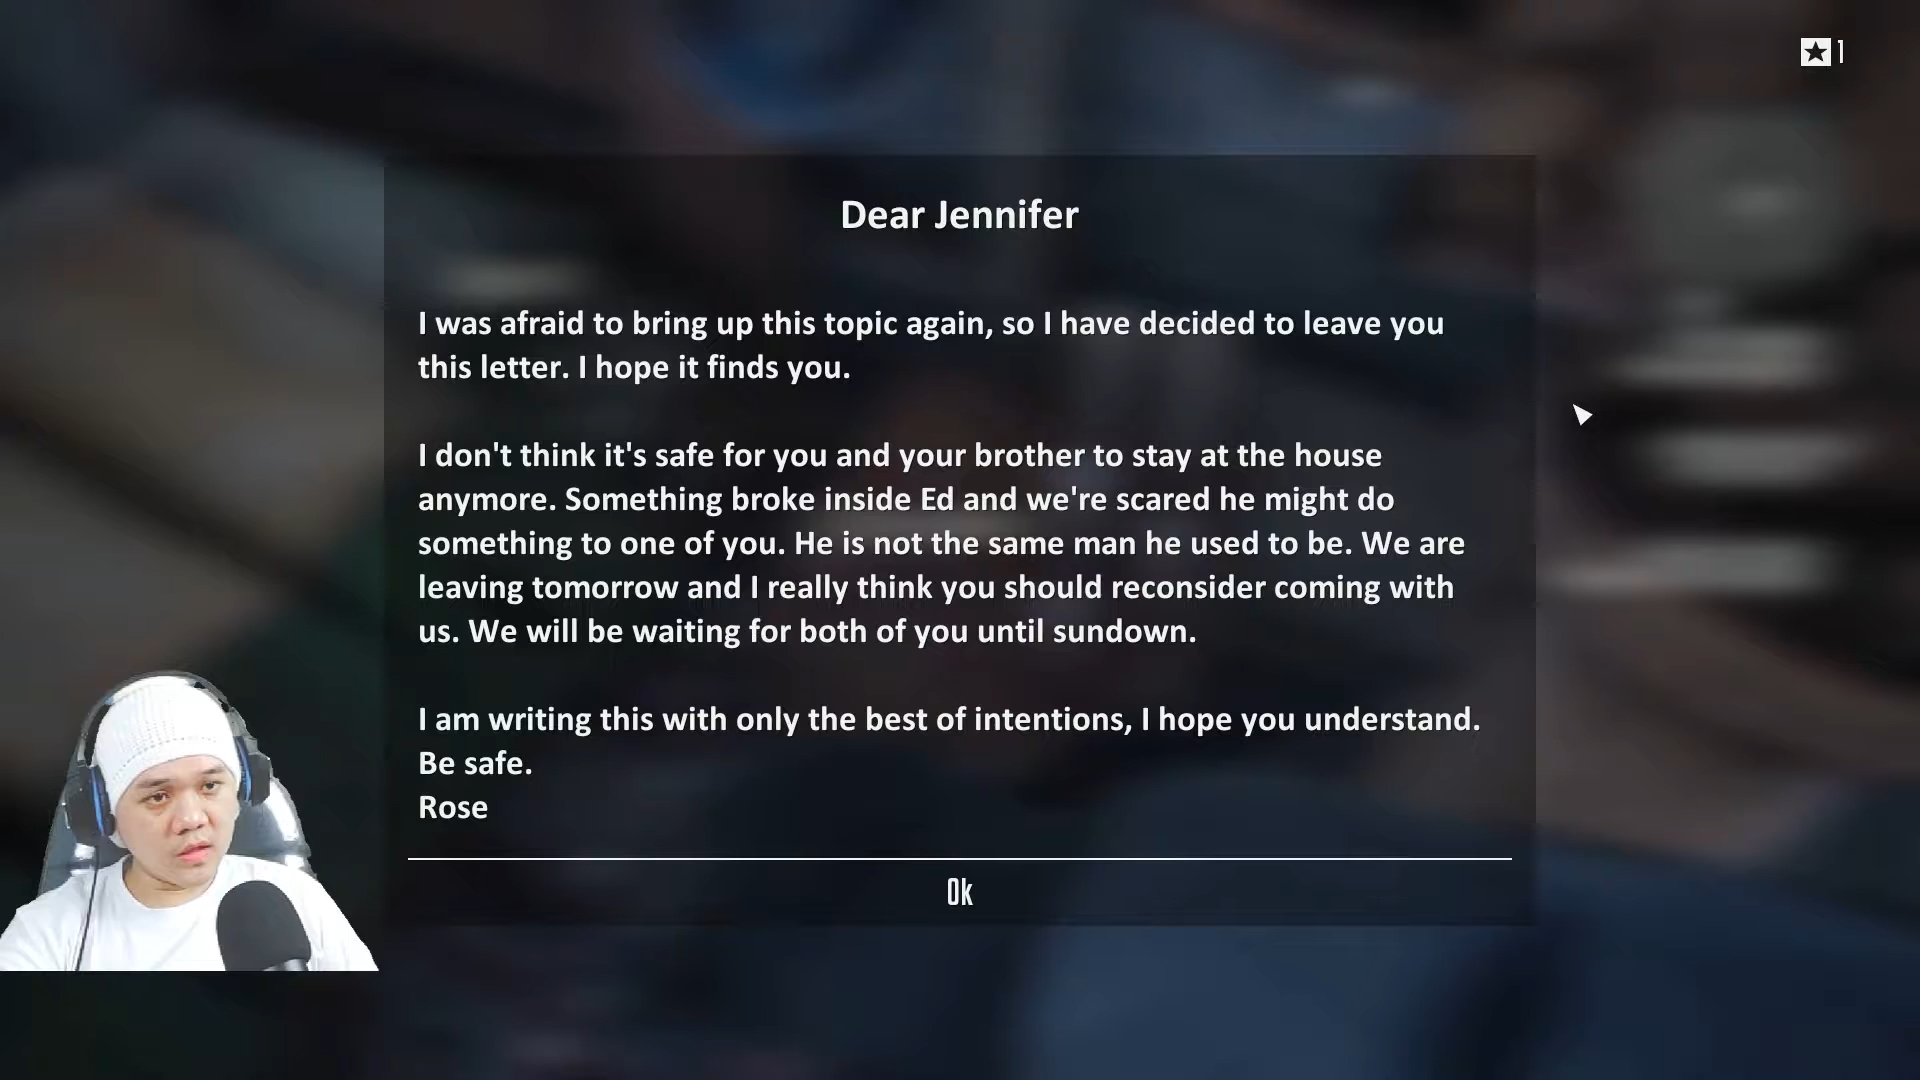 1
Dear Jennifer
I was afraid to bring up this topic again, so I have decided to leave you
this letter. I hope it finds you.
I don't think it's safe for you and your brother to stay at the house
anymore. Something broke inside Ed and we're scared he might do
something to one of you. He is not the same man he used to be. We are
leaving tomorrow and I really think you should reconsider coming with
us. We will be waiting for both of you until sundown.
I am writing this with only the best of intentions, I hope you understand.
Be safe.
Rose
Ok